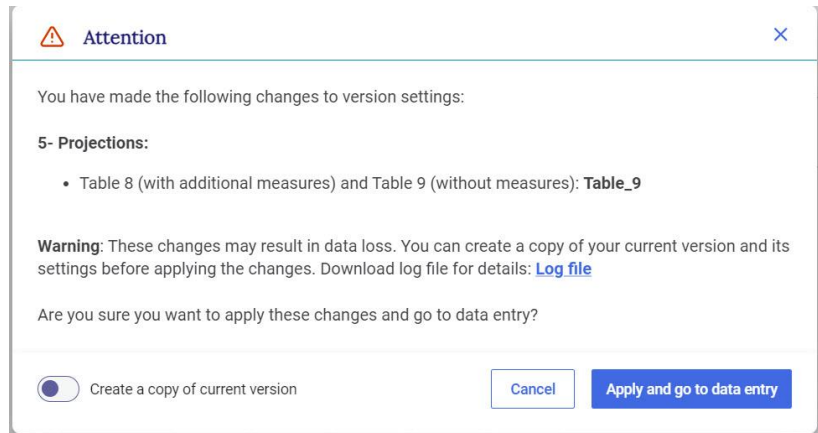 Attention
You have made the following changes to version settings:
5- Projections:
• Table 8 (with additional measures) and Table 9 (without measures): Table_9
Warning: These changes may result in data loss. You can create a copy of your current version and its
settings before applying the changes. Download log file for details: Log file
Are you sure you want to apply these changes and go to data entry?
Create a copy of current version
Cancel
Apply and go to data entry